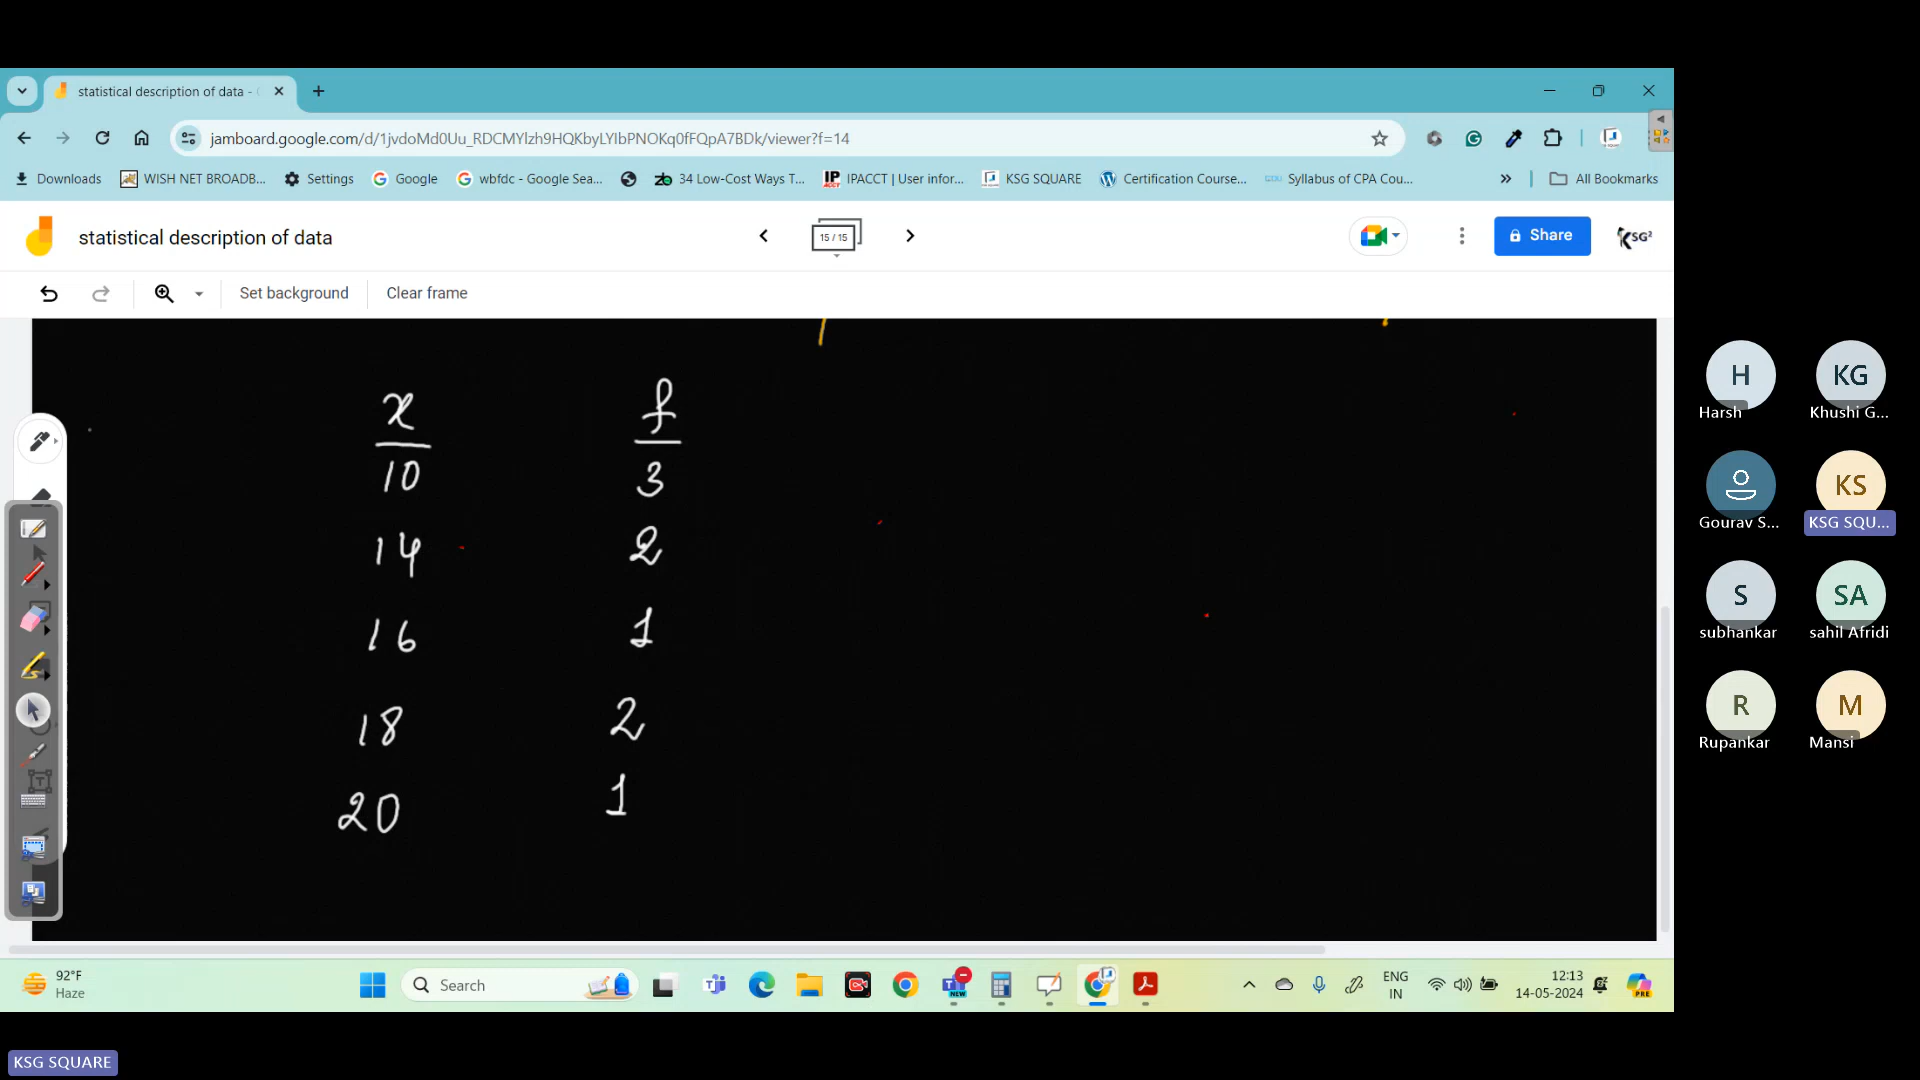 statistical description of data -
jamboard.google.com/d/1jvdoMd0Uu_RDCMYlzh9HQKbyLYlbPNOKq0fFQpA7BDk/viewer?f=14
Downloads WISH NET BROADB... Settings Google wbfdc - Google Sea... 34 Low-Cost Ways T... IPACCT | User infor... KSG SQUARE Certification Course... Syllabus of CPA Cou... » All Bookmarks
statistical description of data 15 / 15 Share KSG²
Set background Clear frame
x f
10 3
14 2
16 1
18 2
20 1
H KG
Harsh Khushi G...
KS
Gourav S... KSG SQU...
S SA
subhankar sahil Afridi
R M
Rupankar Mansi
92°F
Haze
Search
ENG
IN
12:13
14-05-2024
KSG SQUARE